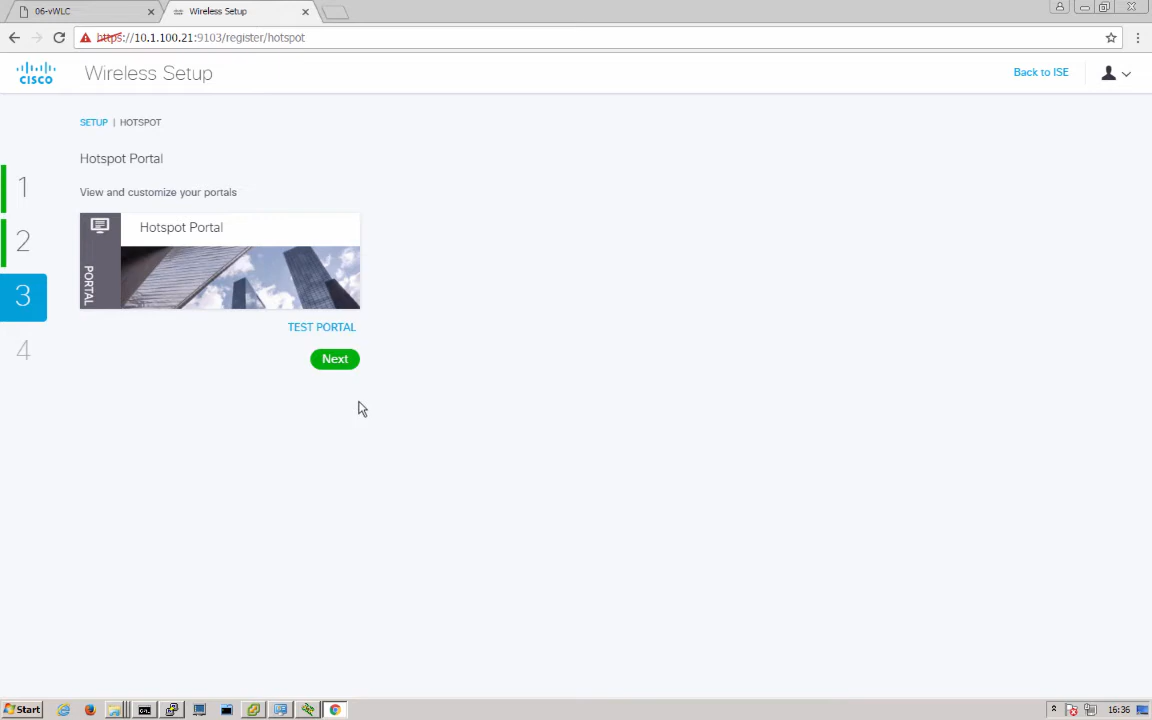 06-vWLC
Wireless Setup
https://10.1.100.21:9103/register/hotspot
CISCO
Wireless Setup
Back to ISE
SETUP | HOTSPOT
Hotspot Portal
View and customize your portals
1
2
3
4
Hotspot Portal
PORTAL
TEST PORTAL
Next
Start
16:36